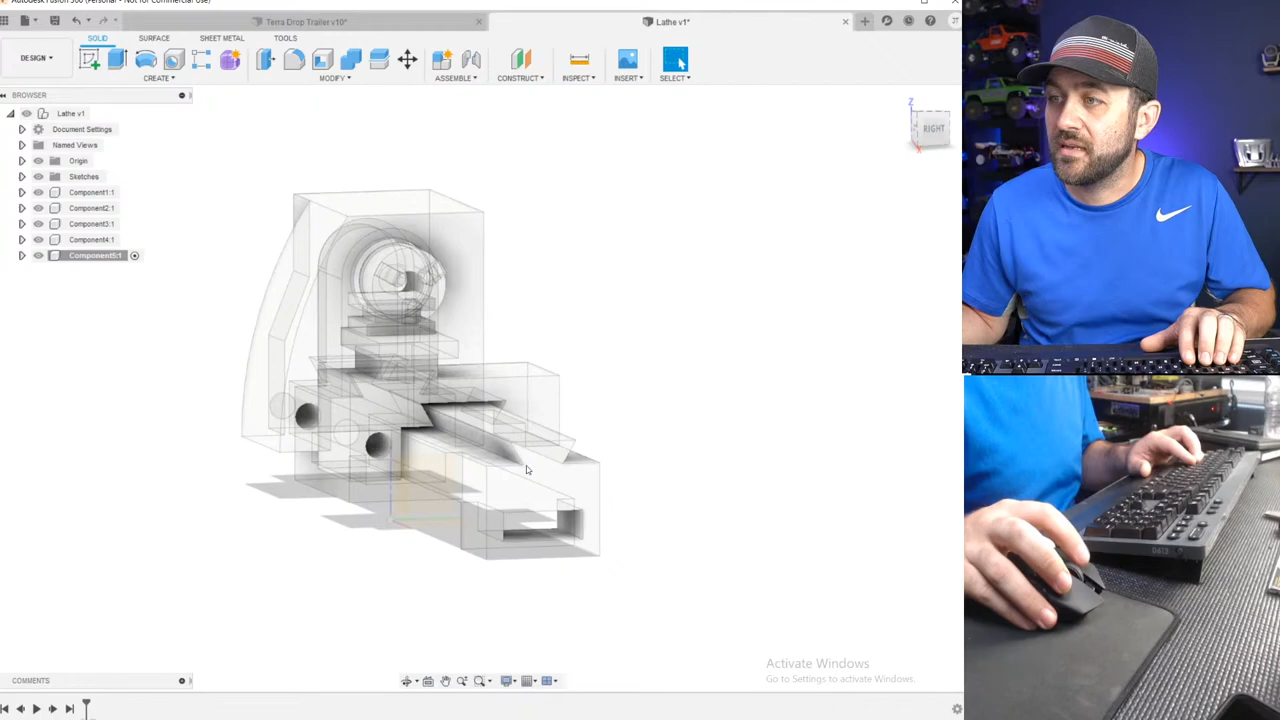 Autodesk Fusion 360 (Personal - Not for Commercial Use)
Terra Drop Trailer v10*
Lathe v1*
JT
SOLID
SURFACE
SHEET METAL
TOOLS
DESIGN
CREATE
MODIFY
ASSEMBLE
CONSTRUCT
INSPECT
INSERT
SELECT
BROWSER
Z
RIGHT
X
Lathe v1
Document Settings
Named Views
Origin
Sketches
Component1:1
Component2:1
Component3:1
Component4:1
Component5:1
G613
Activate Windows
Go to Settings to activate Windows.
COMMENTS